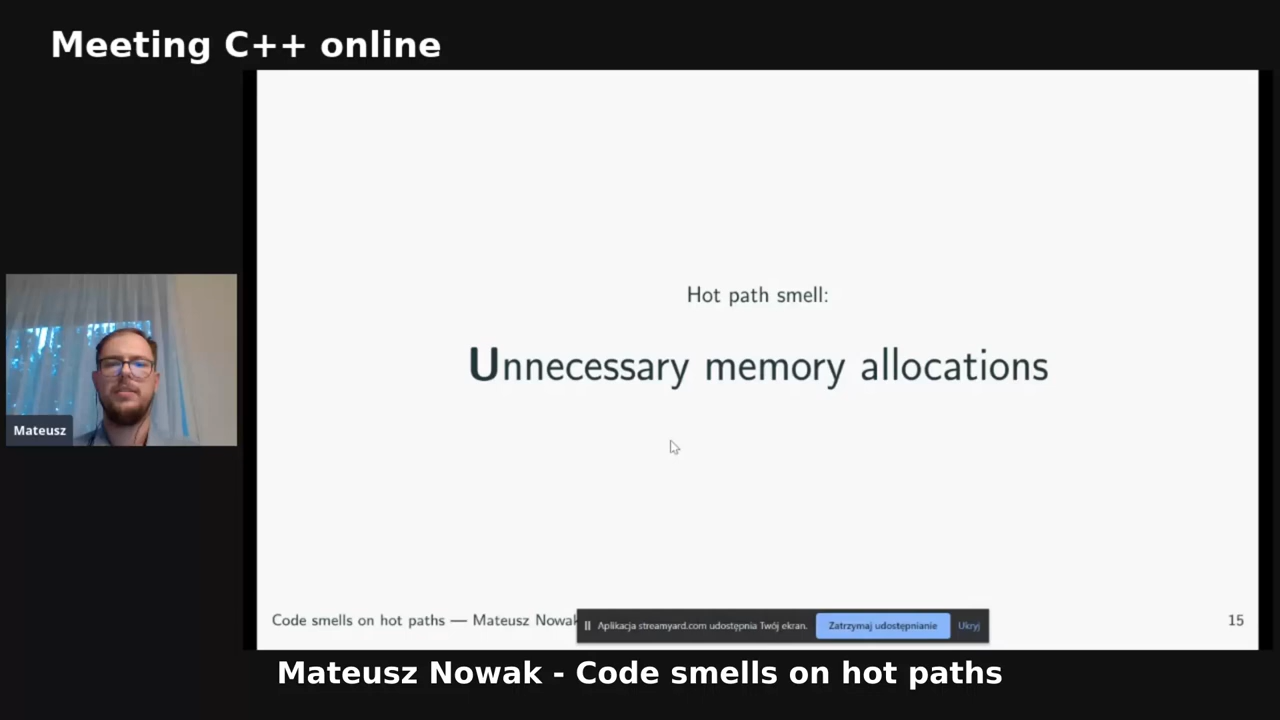 Meeting C++ online
Hot path smell:
Unnecessary memory allocations
Mateusz
Code smells on hot paths — Mateusz Nowak
Aplikacja streamyard.com udostępnia Twój ekran.
Zatrzymaj udostępnianie
Ukryj
15
Mateusz Nowak - Code smells on hot paths